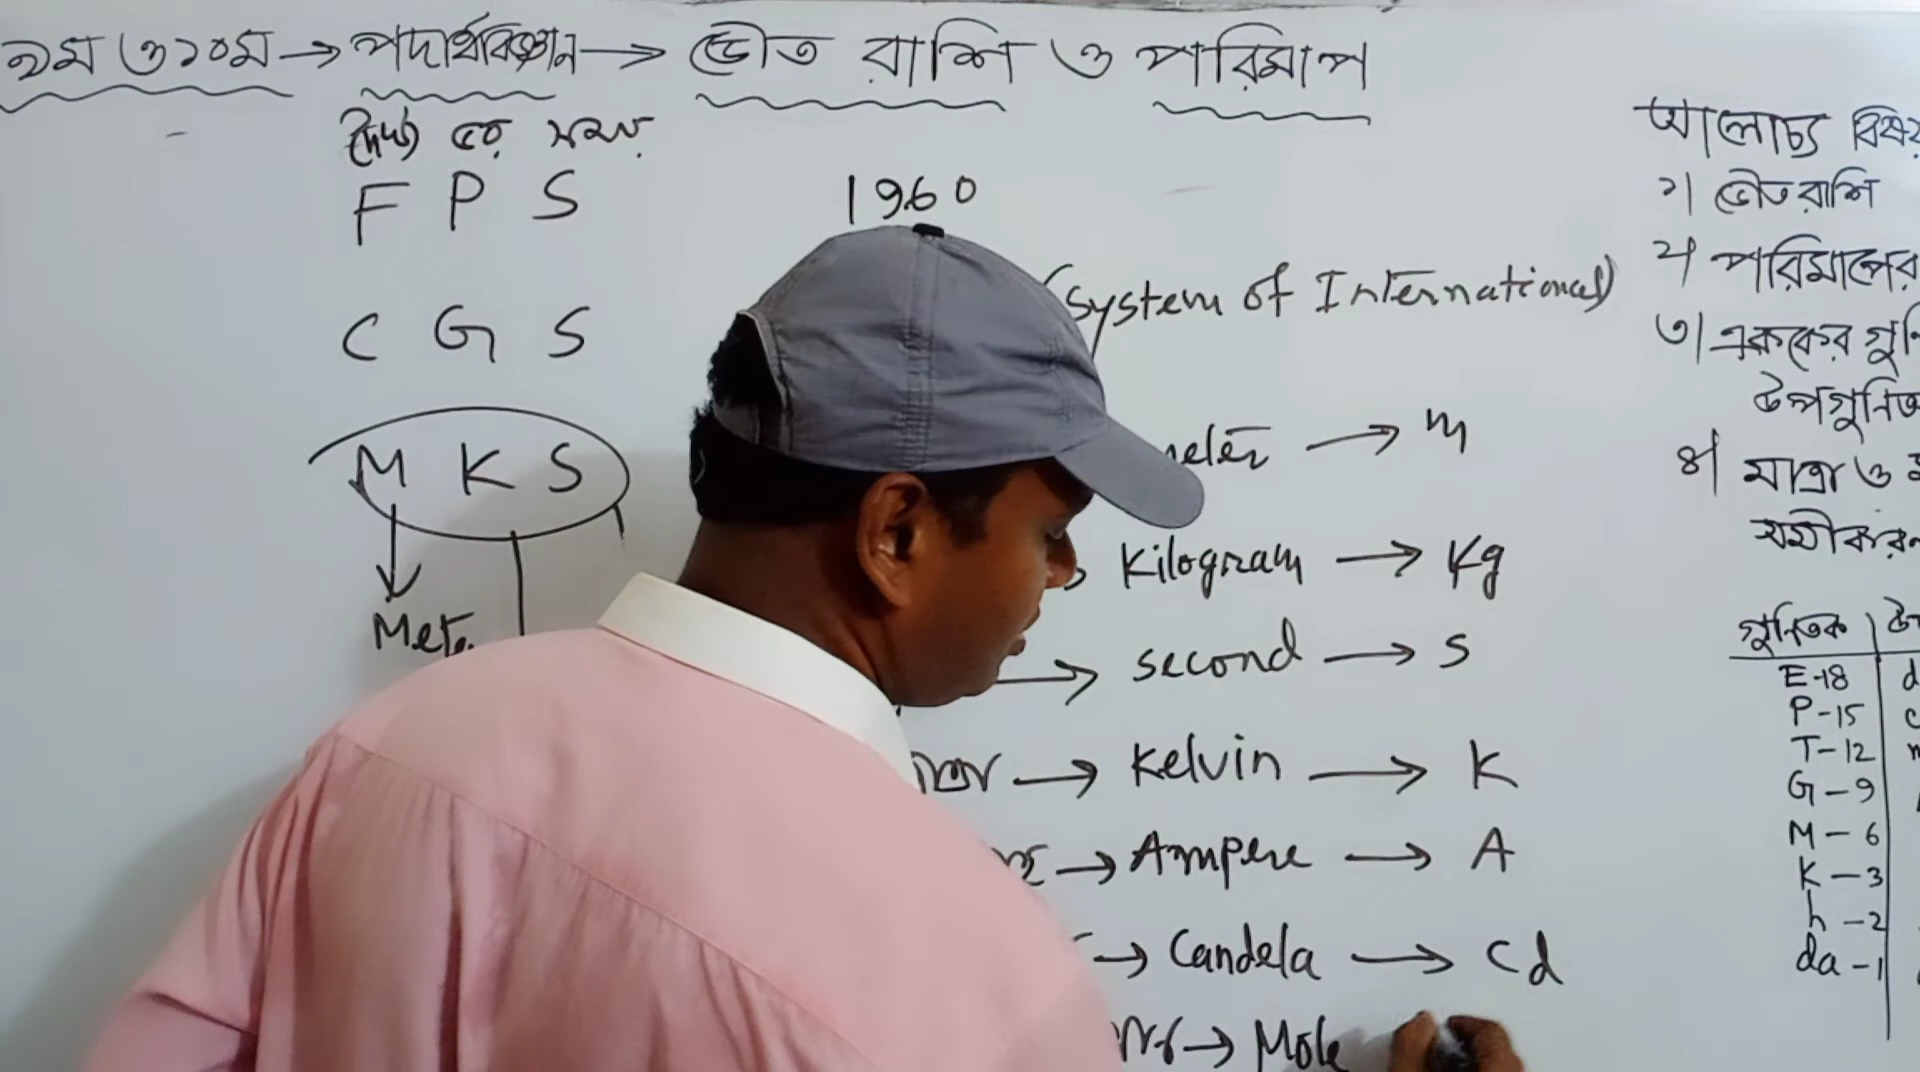 ৯ম ও ১০ম → পদার্থবিজ্ঞান → ভৌত রাশি ও পরিমাপ
দৈর্ঘ্য ভর সময়
F P S
1960
(System of International)
C G S
M K S
Mete
meter → m
Kilogram → Kg
→ second → s
→ Kelvin → K
→ Ampere → A
→ Candela → cd
→ Mole
আলোচ্য বিষয়
১। ভৌত রাশি
২। পরিমাপের
৩। এককের গুণি
উপগুণিত
৪। মাত্রা ও
সমীকরণ
গুণিতক
E-18 d
P-15 c
T-12 m
G-9
M-6
K-3
h-2
da-1